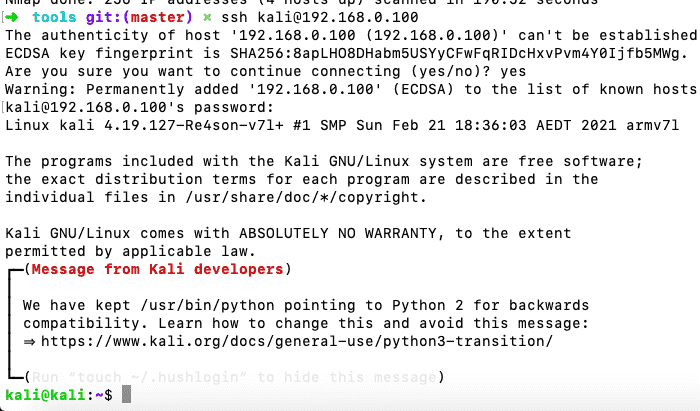 Nmap done: 256 IP addresses (4 hosts up) scanned in 190.52 seconds
➜ tools git:(master) × ssh kali@192.168.0.100
The authenticity of host '192.168.0.100 (192.168.0.100)' can't be established
ECDSA key fingerprint is SHA256:8apLHO8DHabm5USYyCFwFqRIDcHxvPvm4Y0Ijfb5MWg.
Are you sure you want to continue connecting (yes/no)? yes
Warning: Permanently added '192.168.0.100' (ECDSA) to the list of known hosts
kali@192.168.0.100's password:
Linux kali 4.19.127-Re4son-v7l+ #1 SMP Sun Feb 21 18:36:03 AEDT 2021 armv7l
The programs included with the Kali GNU/Linux system are free software;
the exact distribution terms for each program are described in the
individual files in /usr/share/doc/*/copyright.
Kali GNU/Linux comes with ABSOLUTELY NO WARRANTY, to the extent
permitted by applicable law.
(Message from Kali developers)
We have kept /usr/bin/python pointing to Python 2 for backwards
compatibility. Learn how to change this and avoid this message:
⇒ https://www.kali.org/docs/general-use/python3-transition/
(Run "touch ~/.hushlogin" to hide this message)
kali@kali:~$